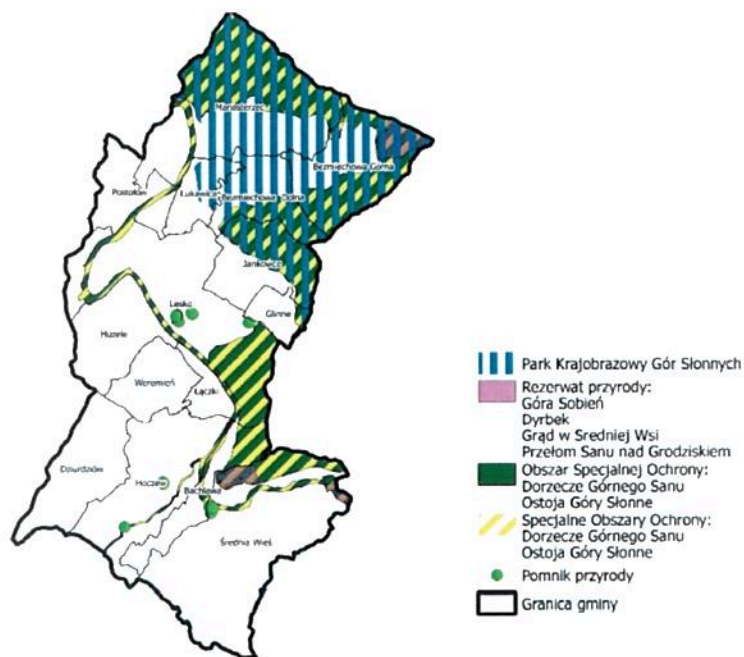 Manasterzec
Bezmiechowa Górna
Postołów
Łukawica
Bezmiechowa Dolna
Jankowce
Lesko
Glinne
Huzele
Weremień
Łączki
Dziurdziów
Hoczew
Bachlawa
Średnia Wieś
Park Krajobrazowy Gór Słonnych
Rezerwat przyrody:
Góra Sobień
Dyrbek
Grąd w Sredniej Wsi
Przełom Sanu nad Grodziskiem
Obszar Specjalnej Ochrony:
Dorzecze Górnego Sanu
Ostoja Góry Słonne
Specjalne Obszary Ochrony:
Dorzecze Górnego Sanu
Ostoja Góry Słonne
Pomnik przyrody
Granica gminy